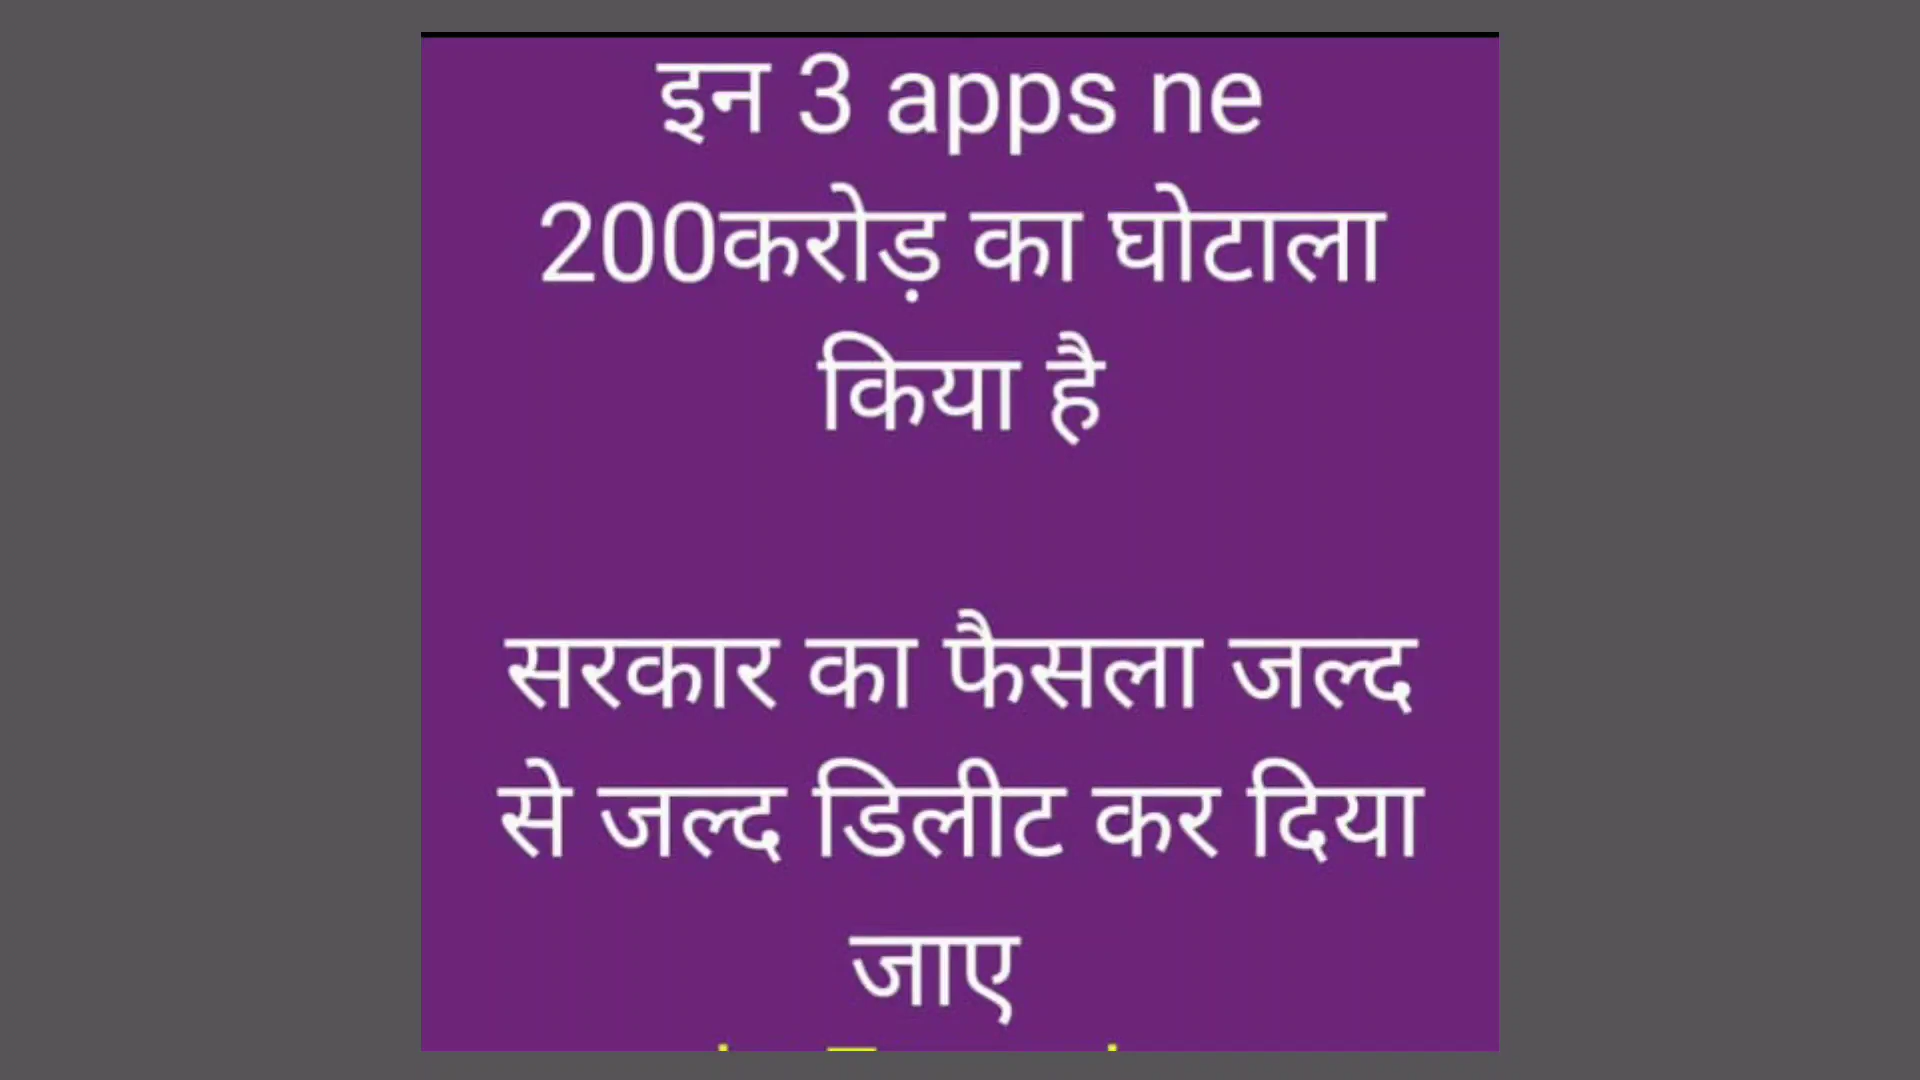 इन 3 apps ne
200करोड़ का घोटाला
किया है
सरकार का फैसला जल्द
से जल्द डिलीट कर दिया
जाए